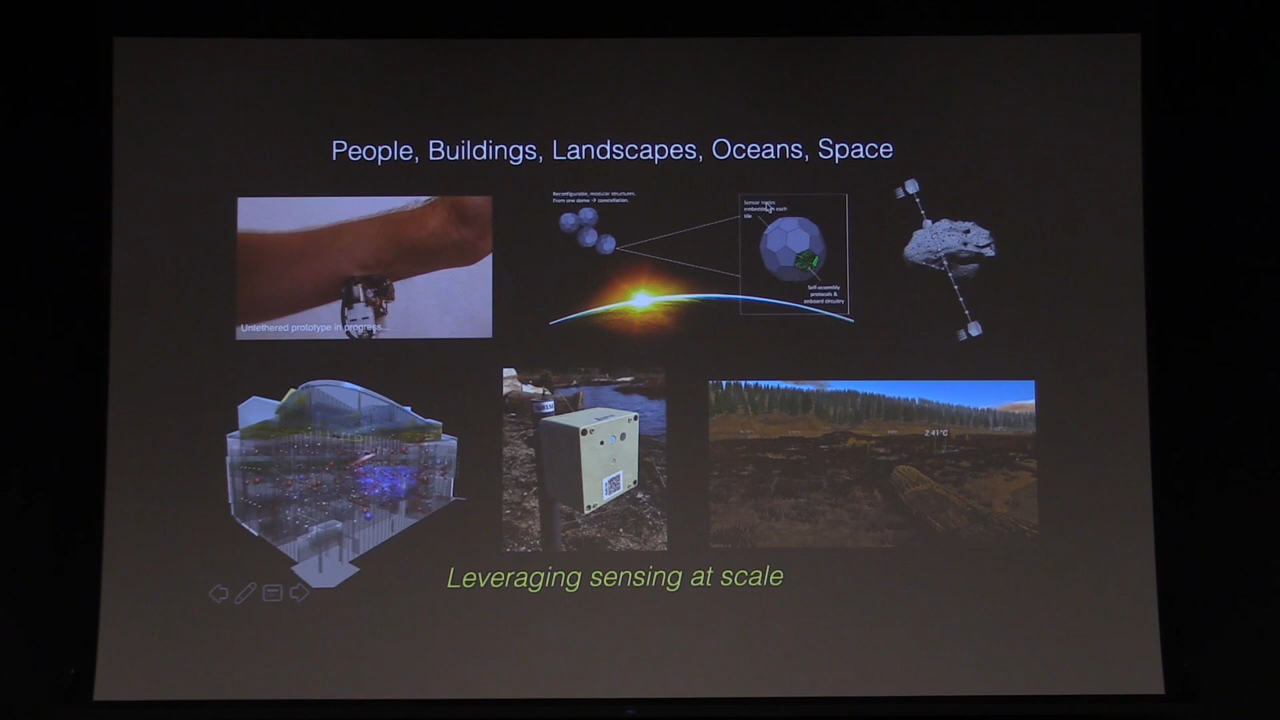 People, Buildings, Landscapes, Oceans, Space
Reconfigurable, modular structures.
From one dome → constellation.
Sensor nodes
embedded in each
tile
Self-assembly
protocols &
onboard circuitry
Untethered prototype in progress...
2.41°C
Leveraging sensing at scale